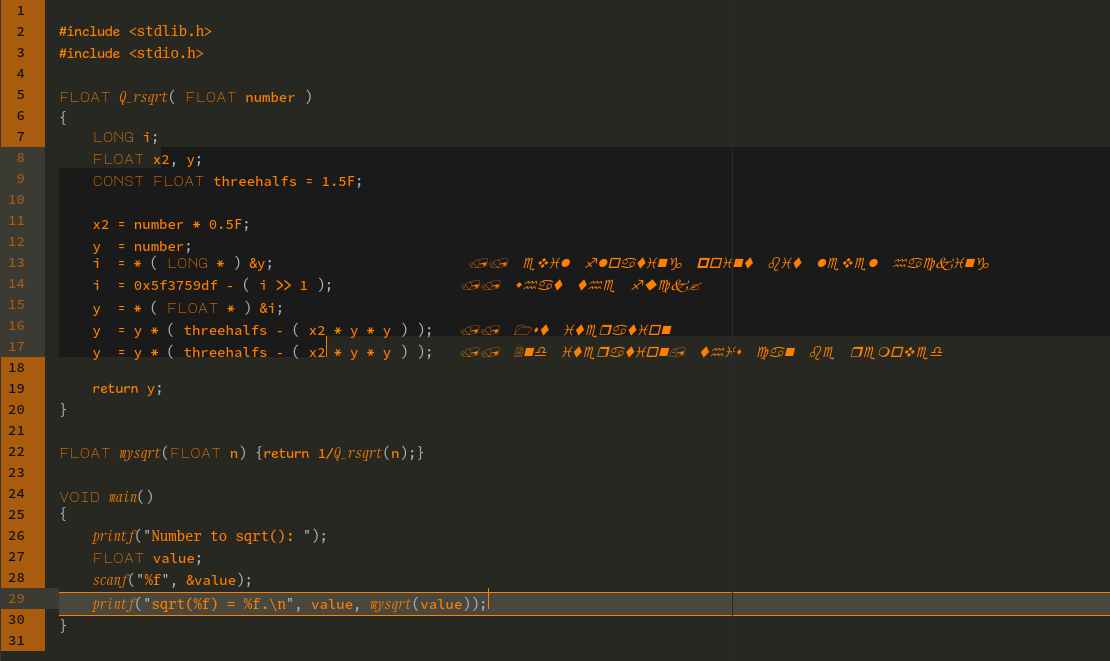 1
2 #include <stdlib.h>
3 #include <stdio.h>
4
5 FLOAT Q_rsqrt( FLOAT number )
6 {
7 LONG i;
8 FLOAT x2, y;
9 CONST FLOAT threehalfs = 1.5F;
10
11 x2 = number * 0.5F;
12 y = number;
13 i = * ( LONG * ) &y; 📭📭 ♏❖♓● ♐●□♋⧫♓■♑ ◻□♓■⧫ ♌♓⧫ ●♏❖♏● ♒♋♍🙵♓■♑
14 i = 0x5f3759df - ( i >> 1 ); 📭📭 ⬥♒♋⧫ ⧫♒♏ ♐◆♍🙵✍
15 y = * ( FLOAT * ) &i;
16 y = y * ( threehalfs - ( x2 * y * y ) ); 📭📭 🗁⬧⧫ ♓⧫♏❒♋⧫♓□■
17 y = y * ( threehalfs - ( x2 * y * y ) ); 📭📭 🗎■♎ ♓⧫♏❒♋⧫♓□■📪 ⧫♒♓⬧ ♍♋■ ♌♏ ❒♏❍□❖♏♎
18
19 return y;
20 }
21
22 FLOAT mysqrt(FLOAT n) {return 1/Q_rsqrt(n);}
23
24 VOID main()
25 {
26 printf("Number to sqrt(): ");
27 FLOAT value;
28 scanf("%f", &value);
29 printf("sqrt(%f) = %f.\n", value, mysqrt(value));
30 }
31